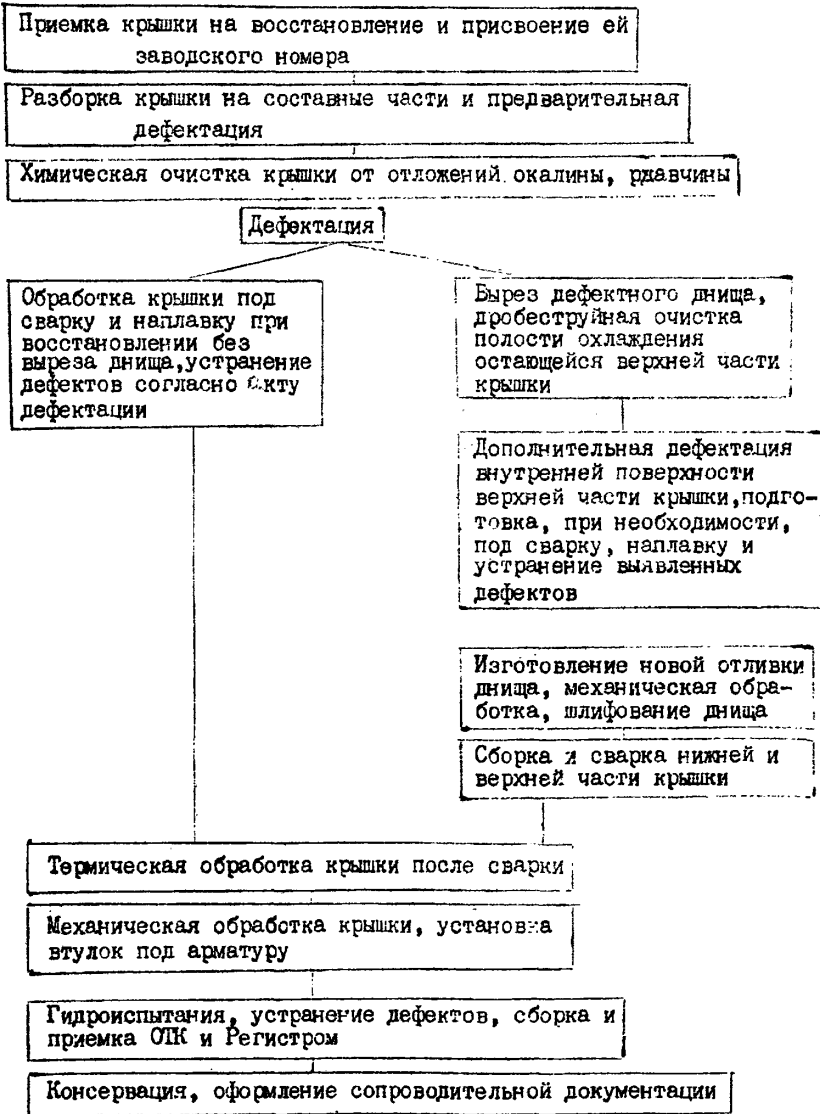 Приемка крышки на восстановление и присвоение ей
заводского номера
Разборка крышки на составные части и предварительная
дефектация
Химическая очистка крышки от отложений окалины, ржавчины
Дефектация
Обработка крышки под
сварку и наплавку при
восстановлении без
выреза днища, устранение
дефектов согласно акту
дефектации
Вырез дефектного днища,
дробеструйная очистка
полости охлаждения
остающейся верхней части
крышки
Дополнительная дефектация
внутренней поверхности
верхней части крышки, подго-
товка, при необходимости,
под сварку, наплавку и
устранение выявленных
дефектов
Изготовление новой отливки
днища, механическая обра-
ботка, шлифование днища
Сборка и сварка нижней и
верхней части крышки
Термическая обработка крышки после сварки
Механическая обработка крышки, установка
втулок под арматуру
Гидроиспытания, устранение дефектов, сборка и
приемка ОТК и Регистром
Консервация, оформление сопроводительной документации